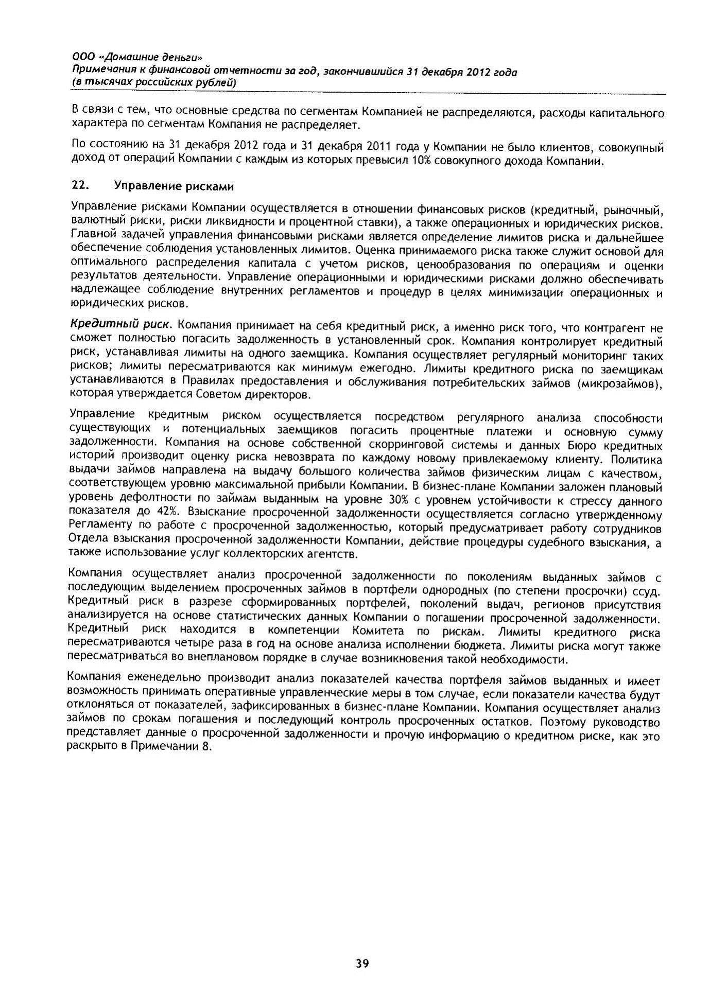 ООО «Домашние деньги»
Примечания к финансовой отчетности за год, закончившийся 31 декабря 2012 года
(в тысячах российских рублей)
В связи с тем, что основные средства по сегментам Компанией не распределяются, расходы капитального
характера по сегментам Компания не распределяет.
По состоянию на 31 декабря 2012 года и 31 декабря 2011 года у Компании не было клиентов, совокупный
доход от операций Компании с каждым из которых превысил 10% совокупного дохода Компании.
22. Управление рисками
Управление рисками Компании осуществляется в отношении финансовых рисков (кредитный, рыночный,
валютный риски, риски ликвидности и процентной ставки), а также операционных и юридических рисков.
Главной задачей управления финансовыми рисками является определение лимитов риска и дальнейшее
обеспечение соблюдения установленных лимитов. Оценка принимаемого риска также служит основой для
оптимального распределения капитала с учетом рисков, ценообразования по операциям и оценки
результатов деятельности. Управление операционными и юридическими рисками должно обеспечивать
надлежащее соблюдение внутренних регламентов и процедур в целях минимизации операционных и
юридических рисков.
Кредитный риск. Компания принимает на себя кредитный риск, а именно риск того, что контрагент не
сможет полностью погасить задолженность в установленный срок. Компания контролирует кредитный
риск, устанавливая лимиты на одного заемщика. Компания осуществляет регулярный мониторинг таких
рисков; лимиты пересматриваются как минимум ежегодно. Лимиты кредитного риска по заемщикам
устанавливаются в Правилах предоставления и обслуживания потребительских займов (микрозаймов),
которая утверждается Советом директоров.
Управление кредитным риском осуществляется посредством регулярного анализа способности
существующих и потенциальных заемщиков погасить процентные платежи и основную сумму
задолженности. Компания на основе собственной скорринговой системы и данных Бюро кредитных
историй производит оценку риска невозврата по каждому новому привлекаемому клиенту. Политика
выдачи займов направлена на выдачу большого количества займов физическим лицам с качеством,
соответствующем уровню максимальной прибыли Компании. В бизнес-плане Компании заложен плановый
уровень дефолтности по займам выданным на уровне 30% с уровнем устойчивости к стрессу данного
показателя до 42%. Взыскание просроченной задолженности осуществляется согласно утвержденному
Регламенту по работе с просроченной задолженностью, который предусматривает работу сотрудников
Отдела взыскания просроченной задолженности Компании, действие процедуры судебного взыскания, а
также использование услуг коллекторских агентств.
Компания осуществляет анализ просроченной задолженности по поколениям выданных займов с
последующим выделением просроченных займов в портфели однородных (по степени просрочки) ссуд.
Кредитный риск в разрезе сформированных портфелей, поколений выдач, регионов присутствия
анализируется на основе статистических данных Компании о погашении просроченной задолженности.
Кредитный риск находится в компетенции Комитета по рискам. Лимиты кредитного риска
пересматриваются четыре раза в год на основе анализа исполнении бюджета. Лимиты риска могут также
пересматриваться во внеплановом порядке в случае возникновения такой необходимости.
Компания еженедельно производит анализ показателей качества портфеля займов выданных и имеет
возможность принимать оперативные управленческие меры в том случае, если показатели качества будут
отклоняться от показателей, зафиксированных в бизнес-плане Компании. Компания осуществляет анализ
займов по срокам погашения и последующий контроль просроченных остатков. Поэтому руководство
представляет данные о просроченной задолженности и прочую информацию о кредитном риске, как это
раскрыто в Примечании 8.
39